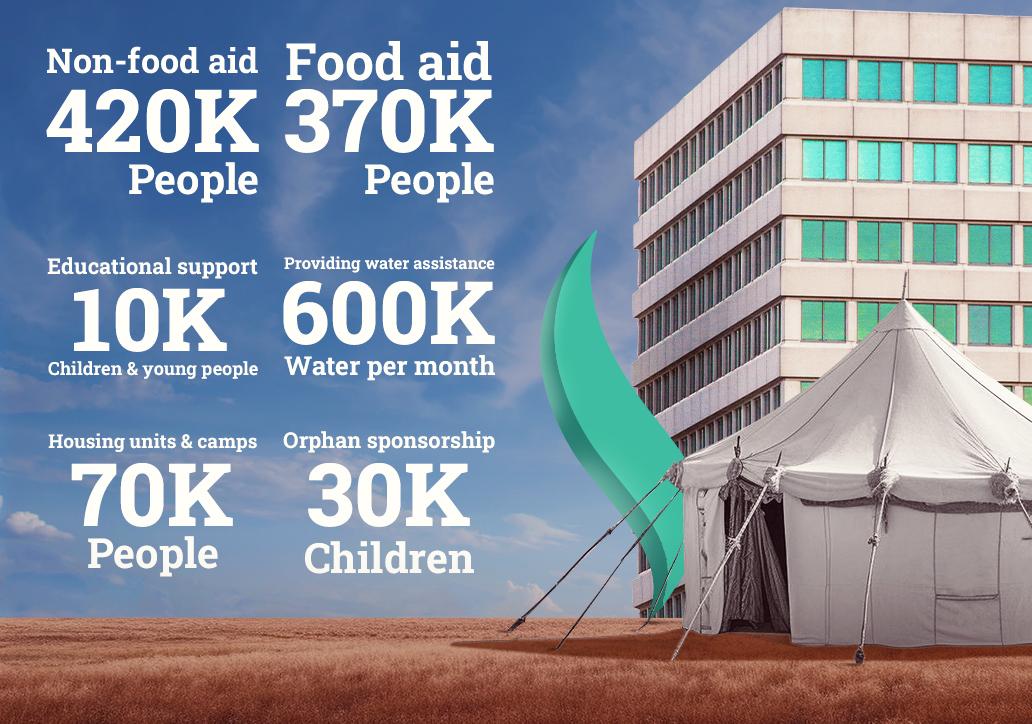 Non-food aid
420K
People
Food aid
370K
People
Educational support
10K
Children & young people
Providing water assistance
600K
Water per month
Housing units & camps
70K
People
Orphan sponsorship
30K
Children